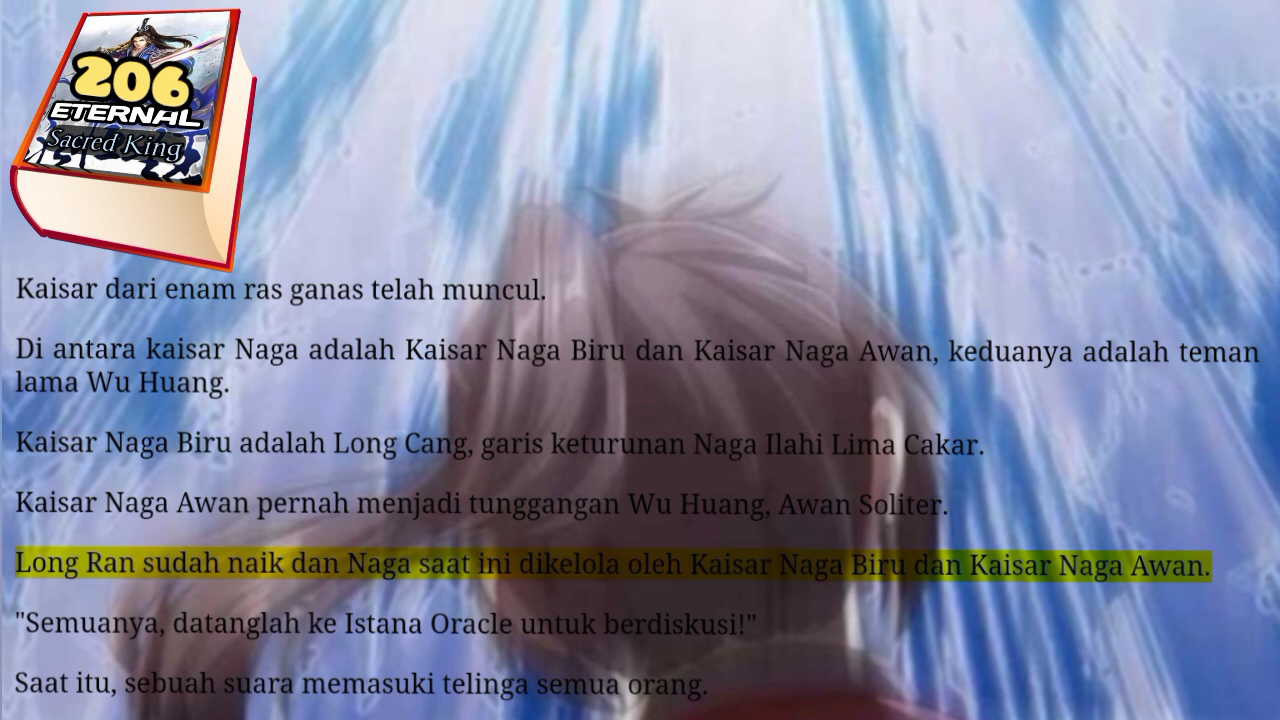 206
ETERNAL
Sacred King
Kaisar dari enam ras ganas telah muncul.
Di antara kaisar Naga adalah Kaisar Naga Biru dan Kaisar Naga Awan, keduanya adalah teman
lama Wu Huang.
Kaisar Naga Biru adalah Long Cang, garis keturunan Naga Ilahi Lima Cakar.
Kaisar Naga Awan pernah menjadi tunggangan Wu Huang, Awan Soliter.
Long Ran sudah naik dan Naga saat ini dikelola oleh Kaisar Naga Biru dan Kaisar Naga Awan.
"Semuanya, datanglah ke Istana Oracle untuk berdiskusi!"
Saat itu, sebuah suara memasuki telinga semua orang.